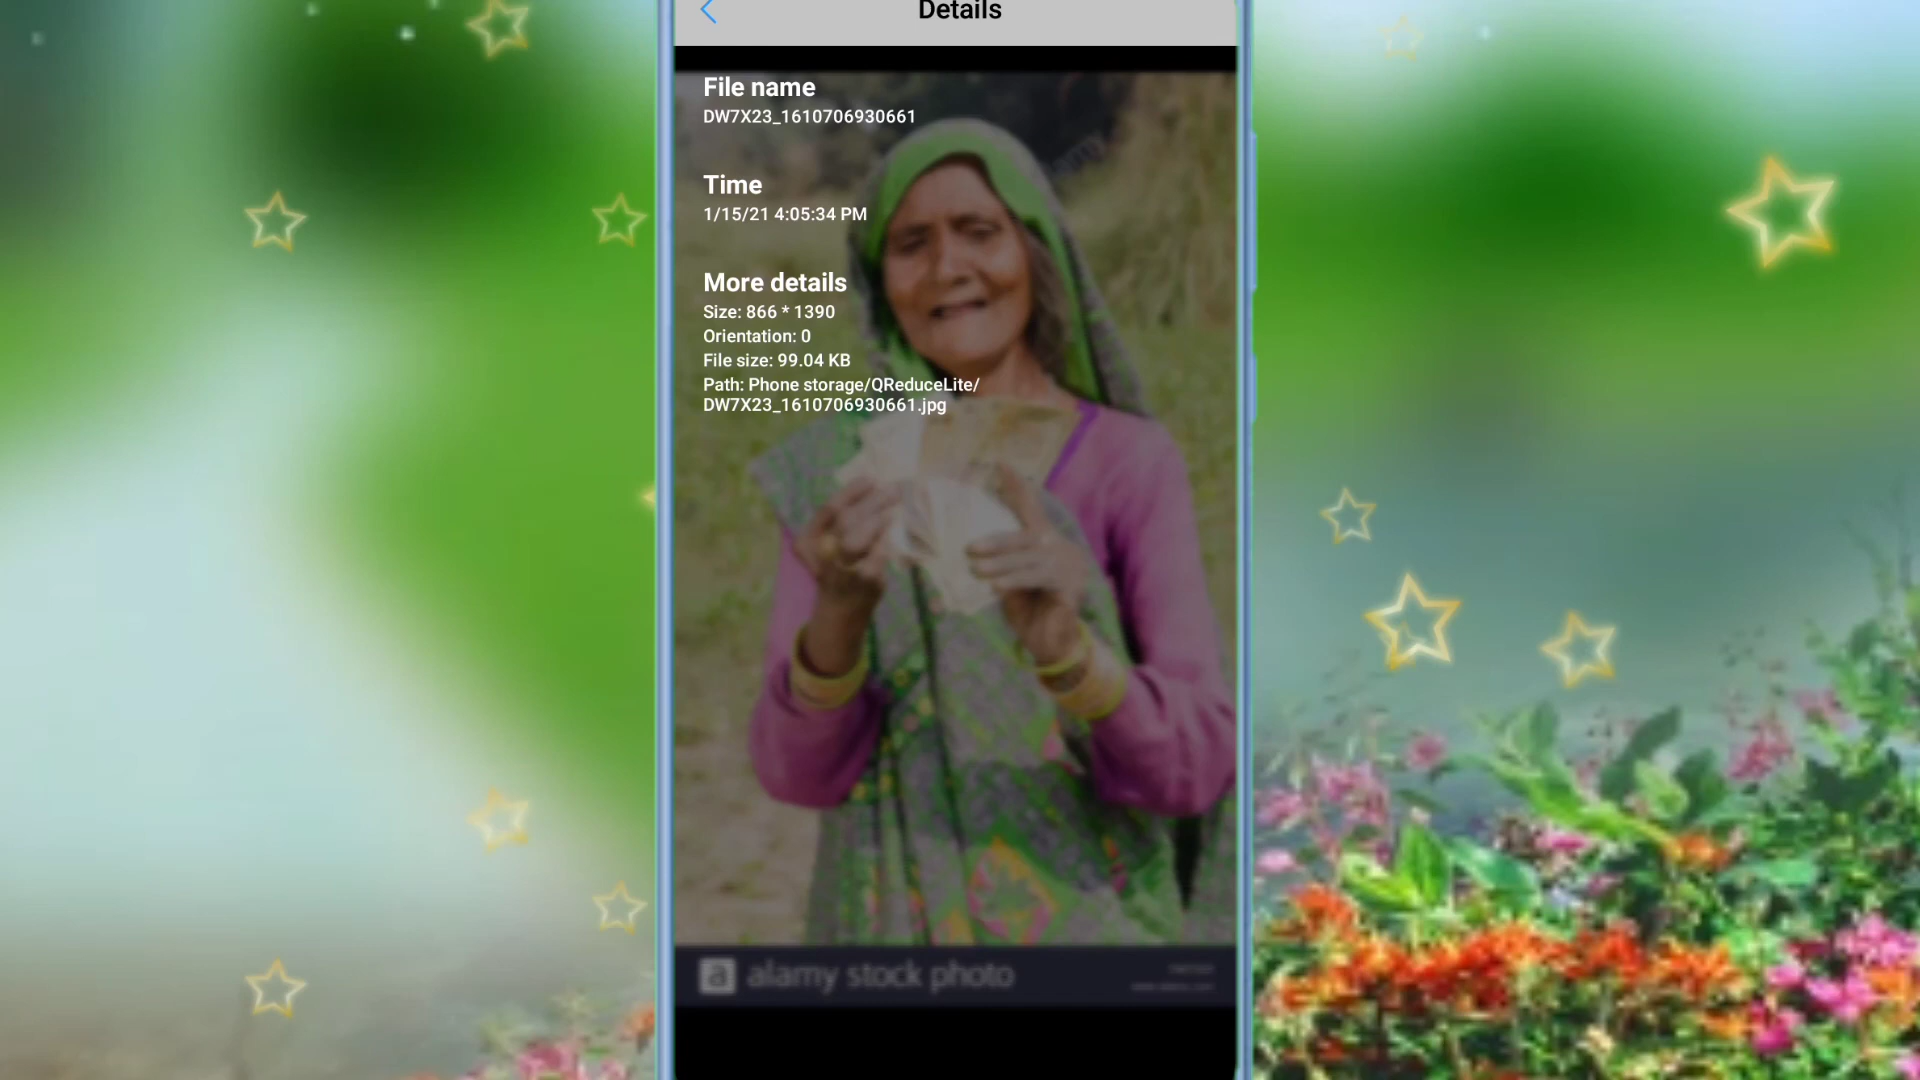 Details
File name
DW7X23_1610706930661
Time
1/15/21 4:05:34 PM
More details
Size: 866 * 1390
Orientation: 0
File size: 99.04 KB
Path: Phone storage/QReduceLite/
DW7X23_1610706930661.jpg
a alamy stock photo